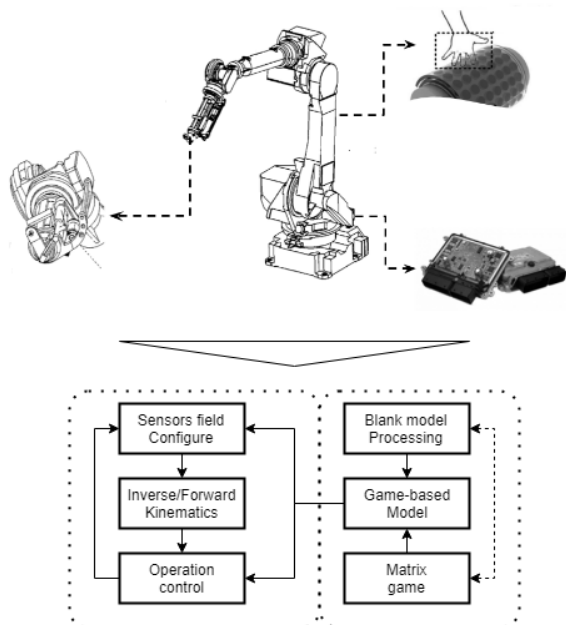 Sensors field
Configure
Inverse/Forward
Kinematics
Operation
control
Blank model
Processing
Game-based
Model
Matrix
game